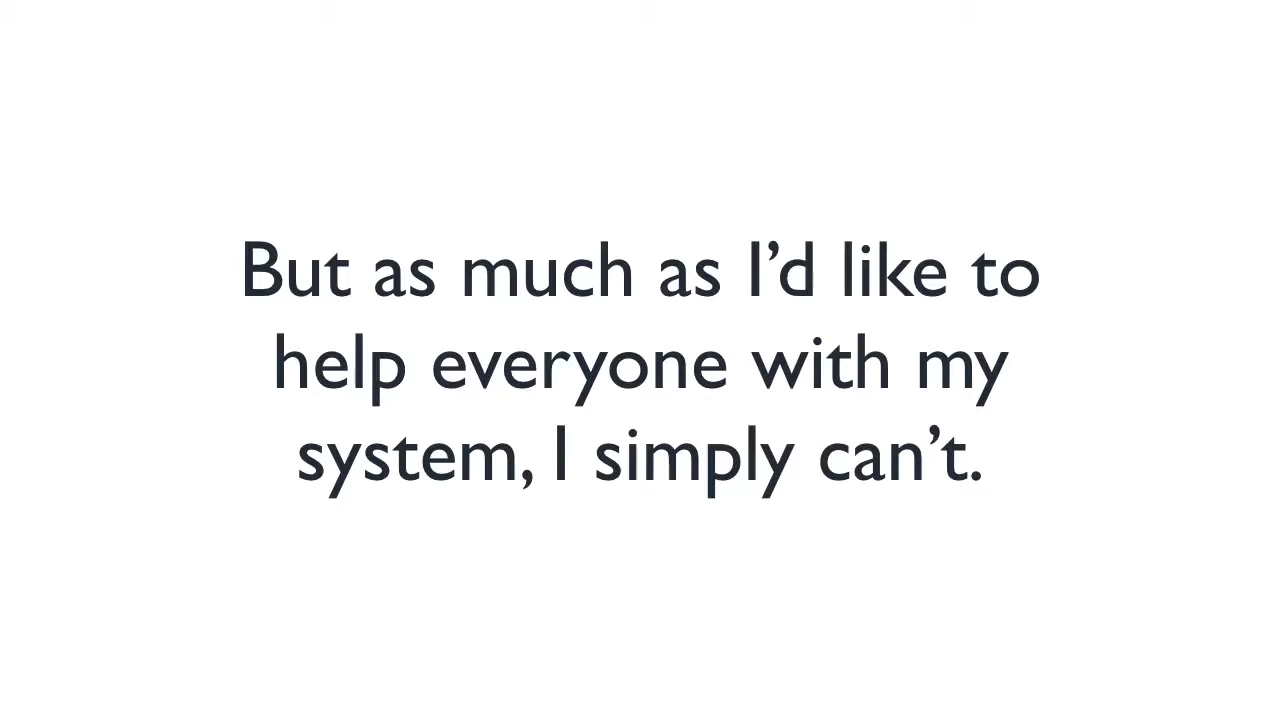 But as much as I’d like to
help everyone with my
system, I simply can’t.